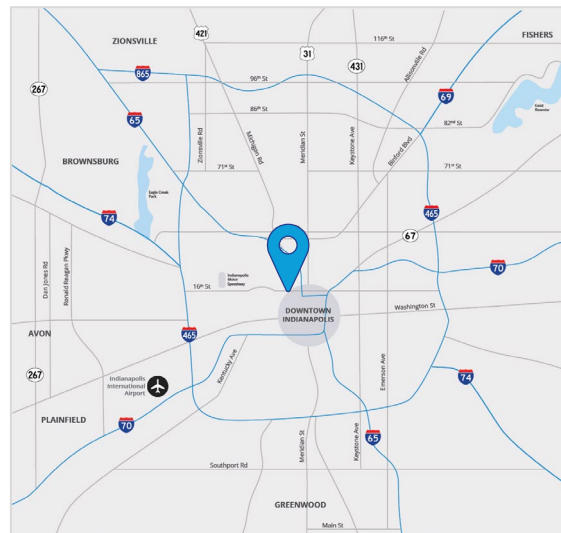 421
116th St
FISHERS
ZIONSVILLE
31
431
Allisonville Rd
865
96th St
267
69
65
86th St
82nd St
Zionsville Rd
Michigan Rd
Meridian St
Keystone Ave
Binford Blvd
BROWNSBURG
71st St
71st St
Eagle Creek
Park
74
465
67
70
Dan Jones Rd
Ronald Reagan Pkwy
Indianapolis
Motor
Speedway
16th St
DOWNTOWN
INDIANAPOLIS
Washington St
AVON
465
267
Kentucky Ave
Emerson Ave
Indianapolis
International
Airport
74
PLAINFIELD
70
Meridian St
Keystone Ave
65
Southport Rd
GREENWOOD
Main St